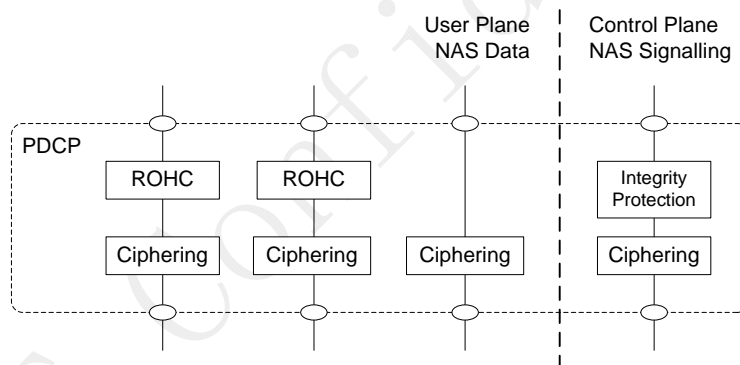 User Plane
NAS Data
Control Plane
NAS Signalling
PDCP
ROHC
ROHC
Integrity
Protection
Ciphering
Ciphering
Ciphering
Ciphering